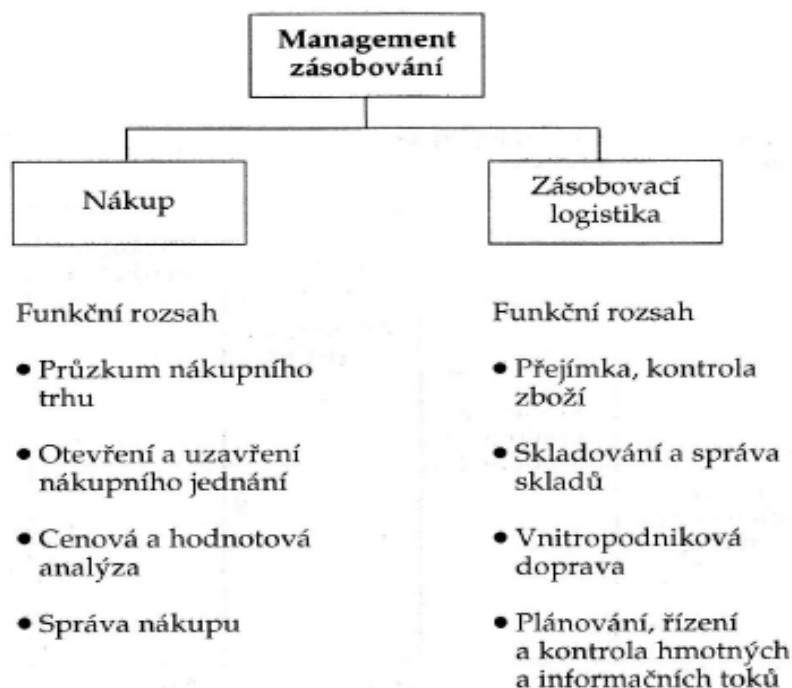 Management
zásobování
Nákup
Zásobovací
logistika
Funkční rozsah
• Průzkum nákupního
trhu
• Otevření a uzavření
nákupního jednání
• Cenová a hodnotová
analýza
• Správa nákupu
Funkční rozsah
• Přejímka, kontrola
zboží
• Skladování a správa
skladů
• Vnitropodniková
doprava
• Plánování, řízení
a kontrola hmotných
a informačních toků